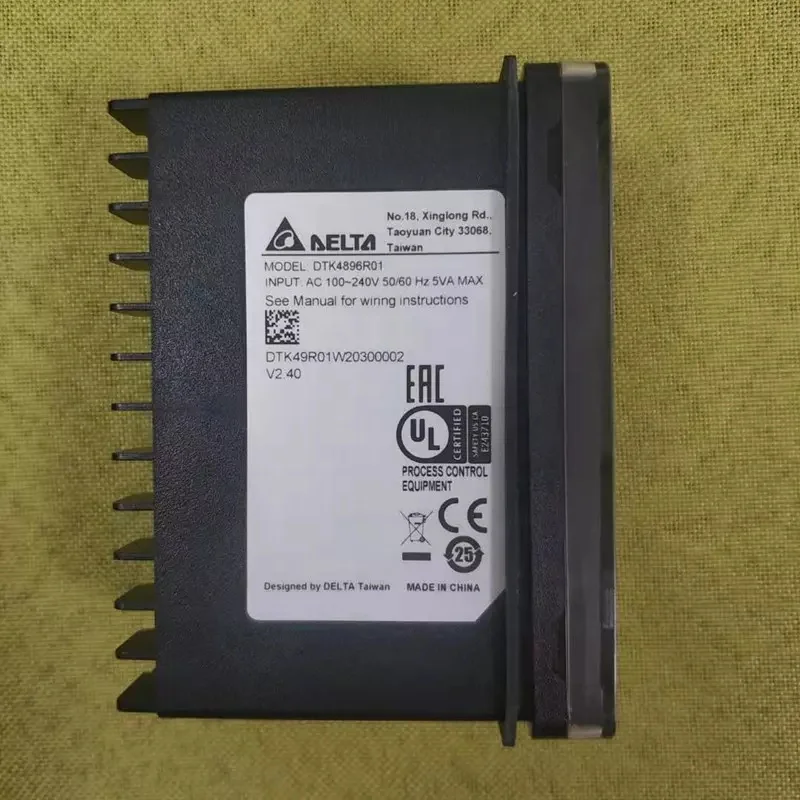 DELTA
No.18, Xinglong Rd.,
Taoyuan City 33068,
Taiwan
MODEL DTK4896R01
INPUT: AC 100~240V 50/60 Hz 5VA MAX
See Manual for wiring instructions
DTK49R01W20300002
V2.40
EAC
UL
CERTIFIED
SAFETY US CA
E243710
PROCESS CONTROL
EQUIPMENT
CE
25
Designed by DELTA Taiwan
MADE IN CHINA